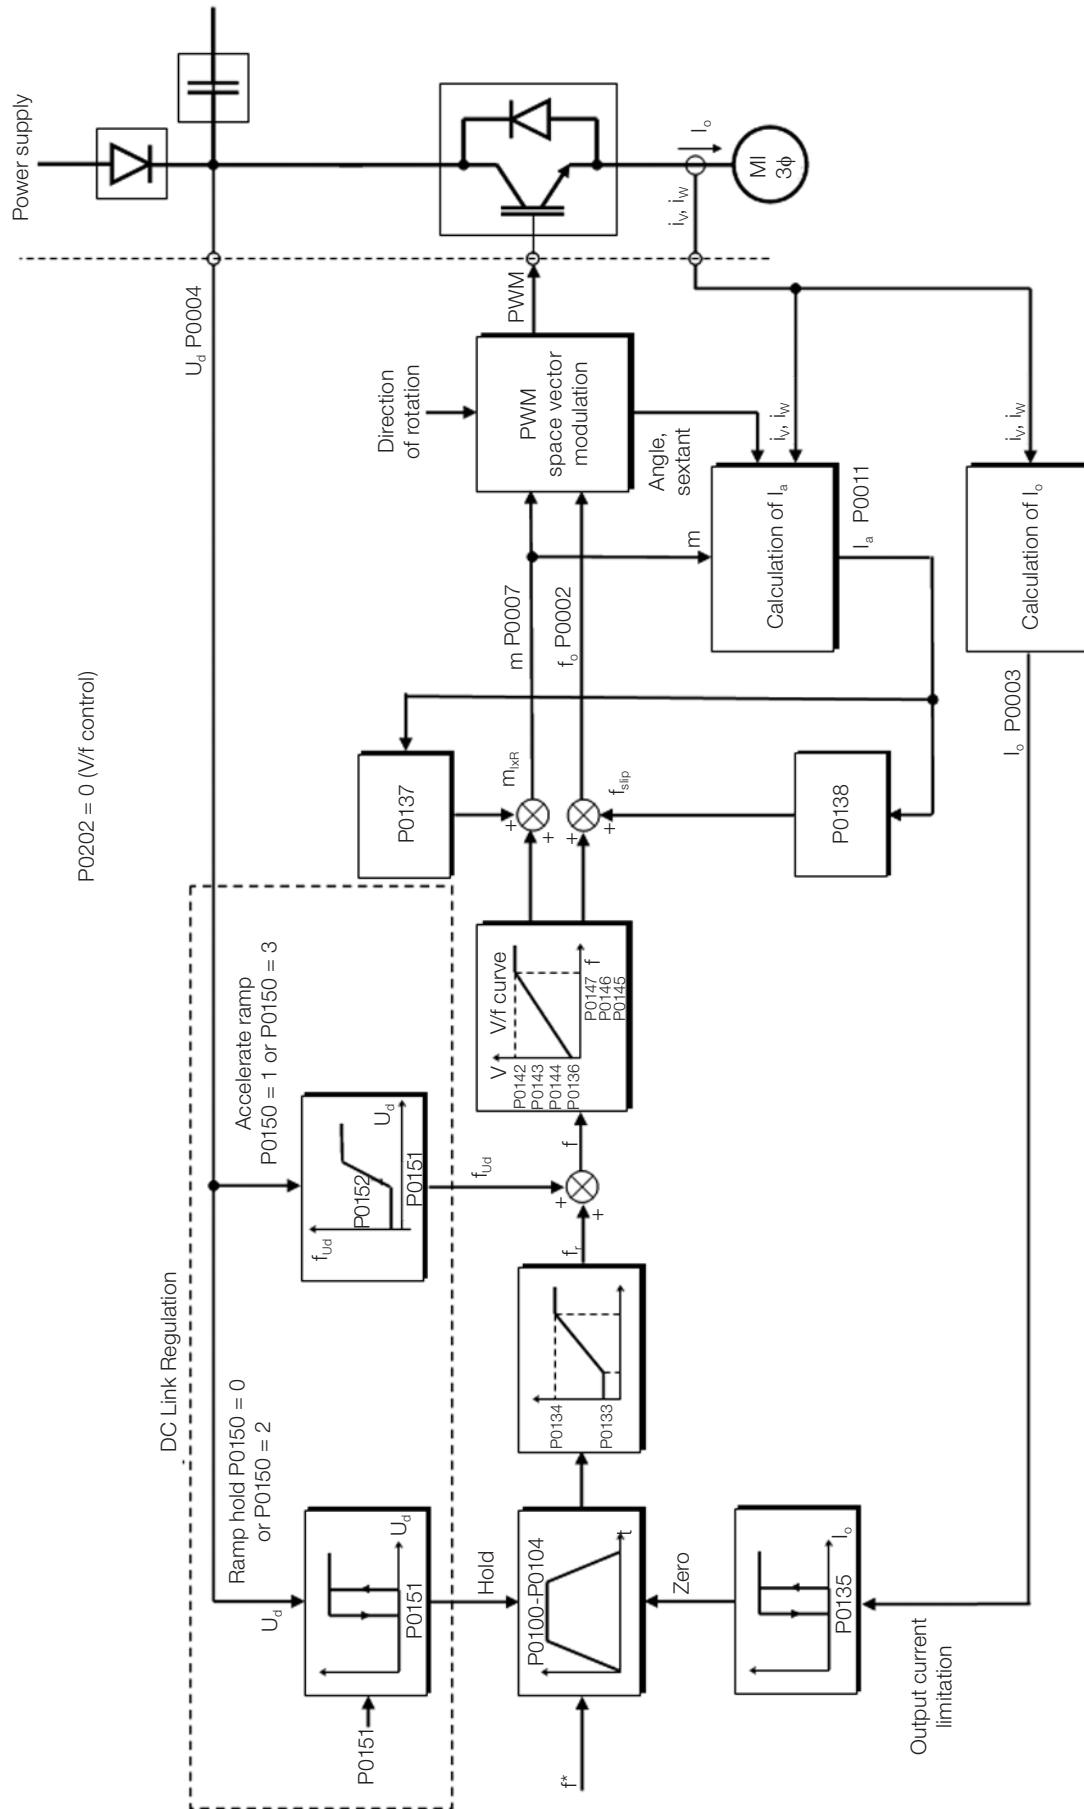 P0202 = 0 (V/f control)
Power supply
DC Link Regulation
U_d P0004
Ramp hold P0150 = 0
or P0150 = 2
Accelerate ramp
P0150 = 1 or P0150 = 3
U_d
P0151
U_d
P0151
Hold
f_Ud
P0152
U_d
P0151
f_Ud
f*
P0100-P0104
t
P0134
P0133
f_r
+
+
f
V
V/f curve
P0142
P0143
P0144
P0136
f
P0147
P0146
P0145
P0137
m_IxR
+
+
m P0007
+
+
f_o P0002
f_slip
P0138
Direction
of rotation
PWM
space vector
modulation
PWM
Angle,
sextant
m
i_V, i_W
Calculation of I_a
I_a P0011
i_V, i_W
I_o
MI
3ϕ
i_V, i_W
Calculation of I_o
I_o P0003
Zero
I_o
P0135
Output current
limitation